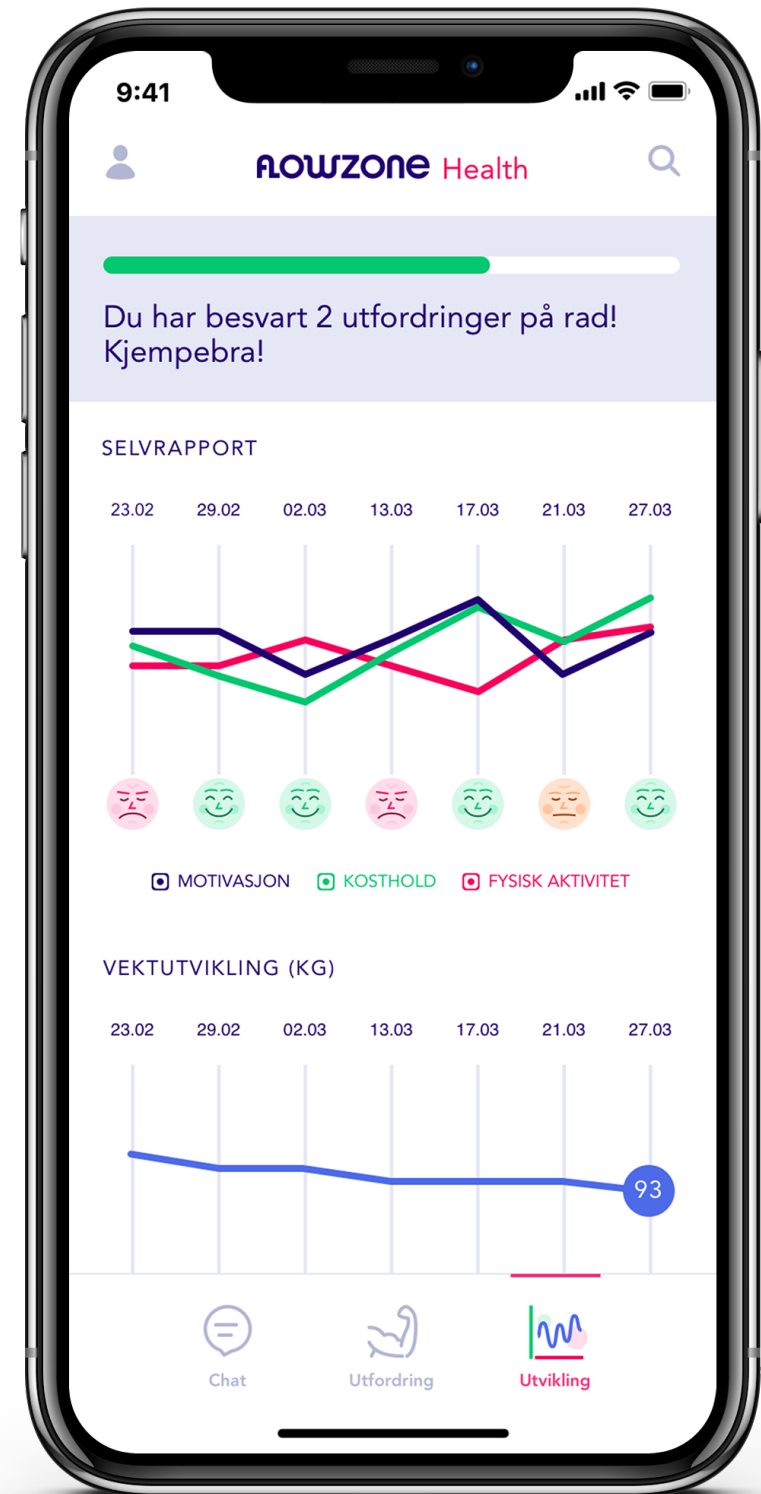 9:41
FLOWZONE Health
Du har besvart 2 utfordringer på rad!
Kjempebra!
SELVRAPPORT
23.02 29.02 02.03 13.03 17.03 21.03 27.03
MOTIVASJON KOSTHOLD FYSISK AKTIVITET
VEKTUTVIKLING (KG)
23.02 29.02 02.03 13.03 17.03 21.03 27.03
93
Chat Utfordring Utvikling